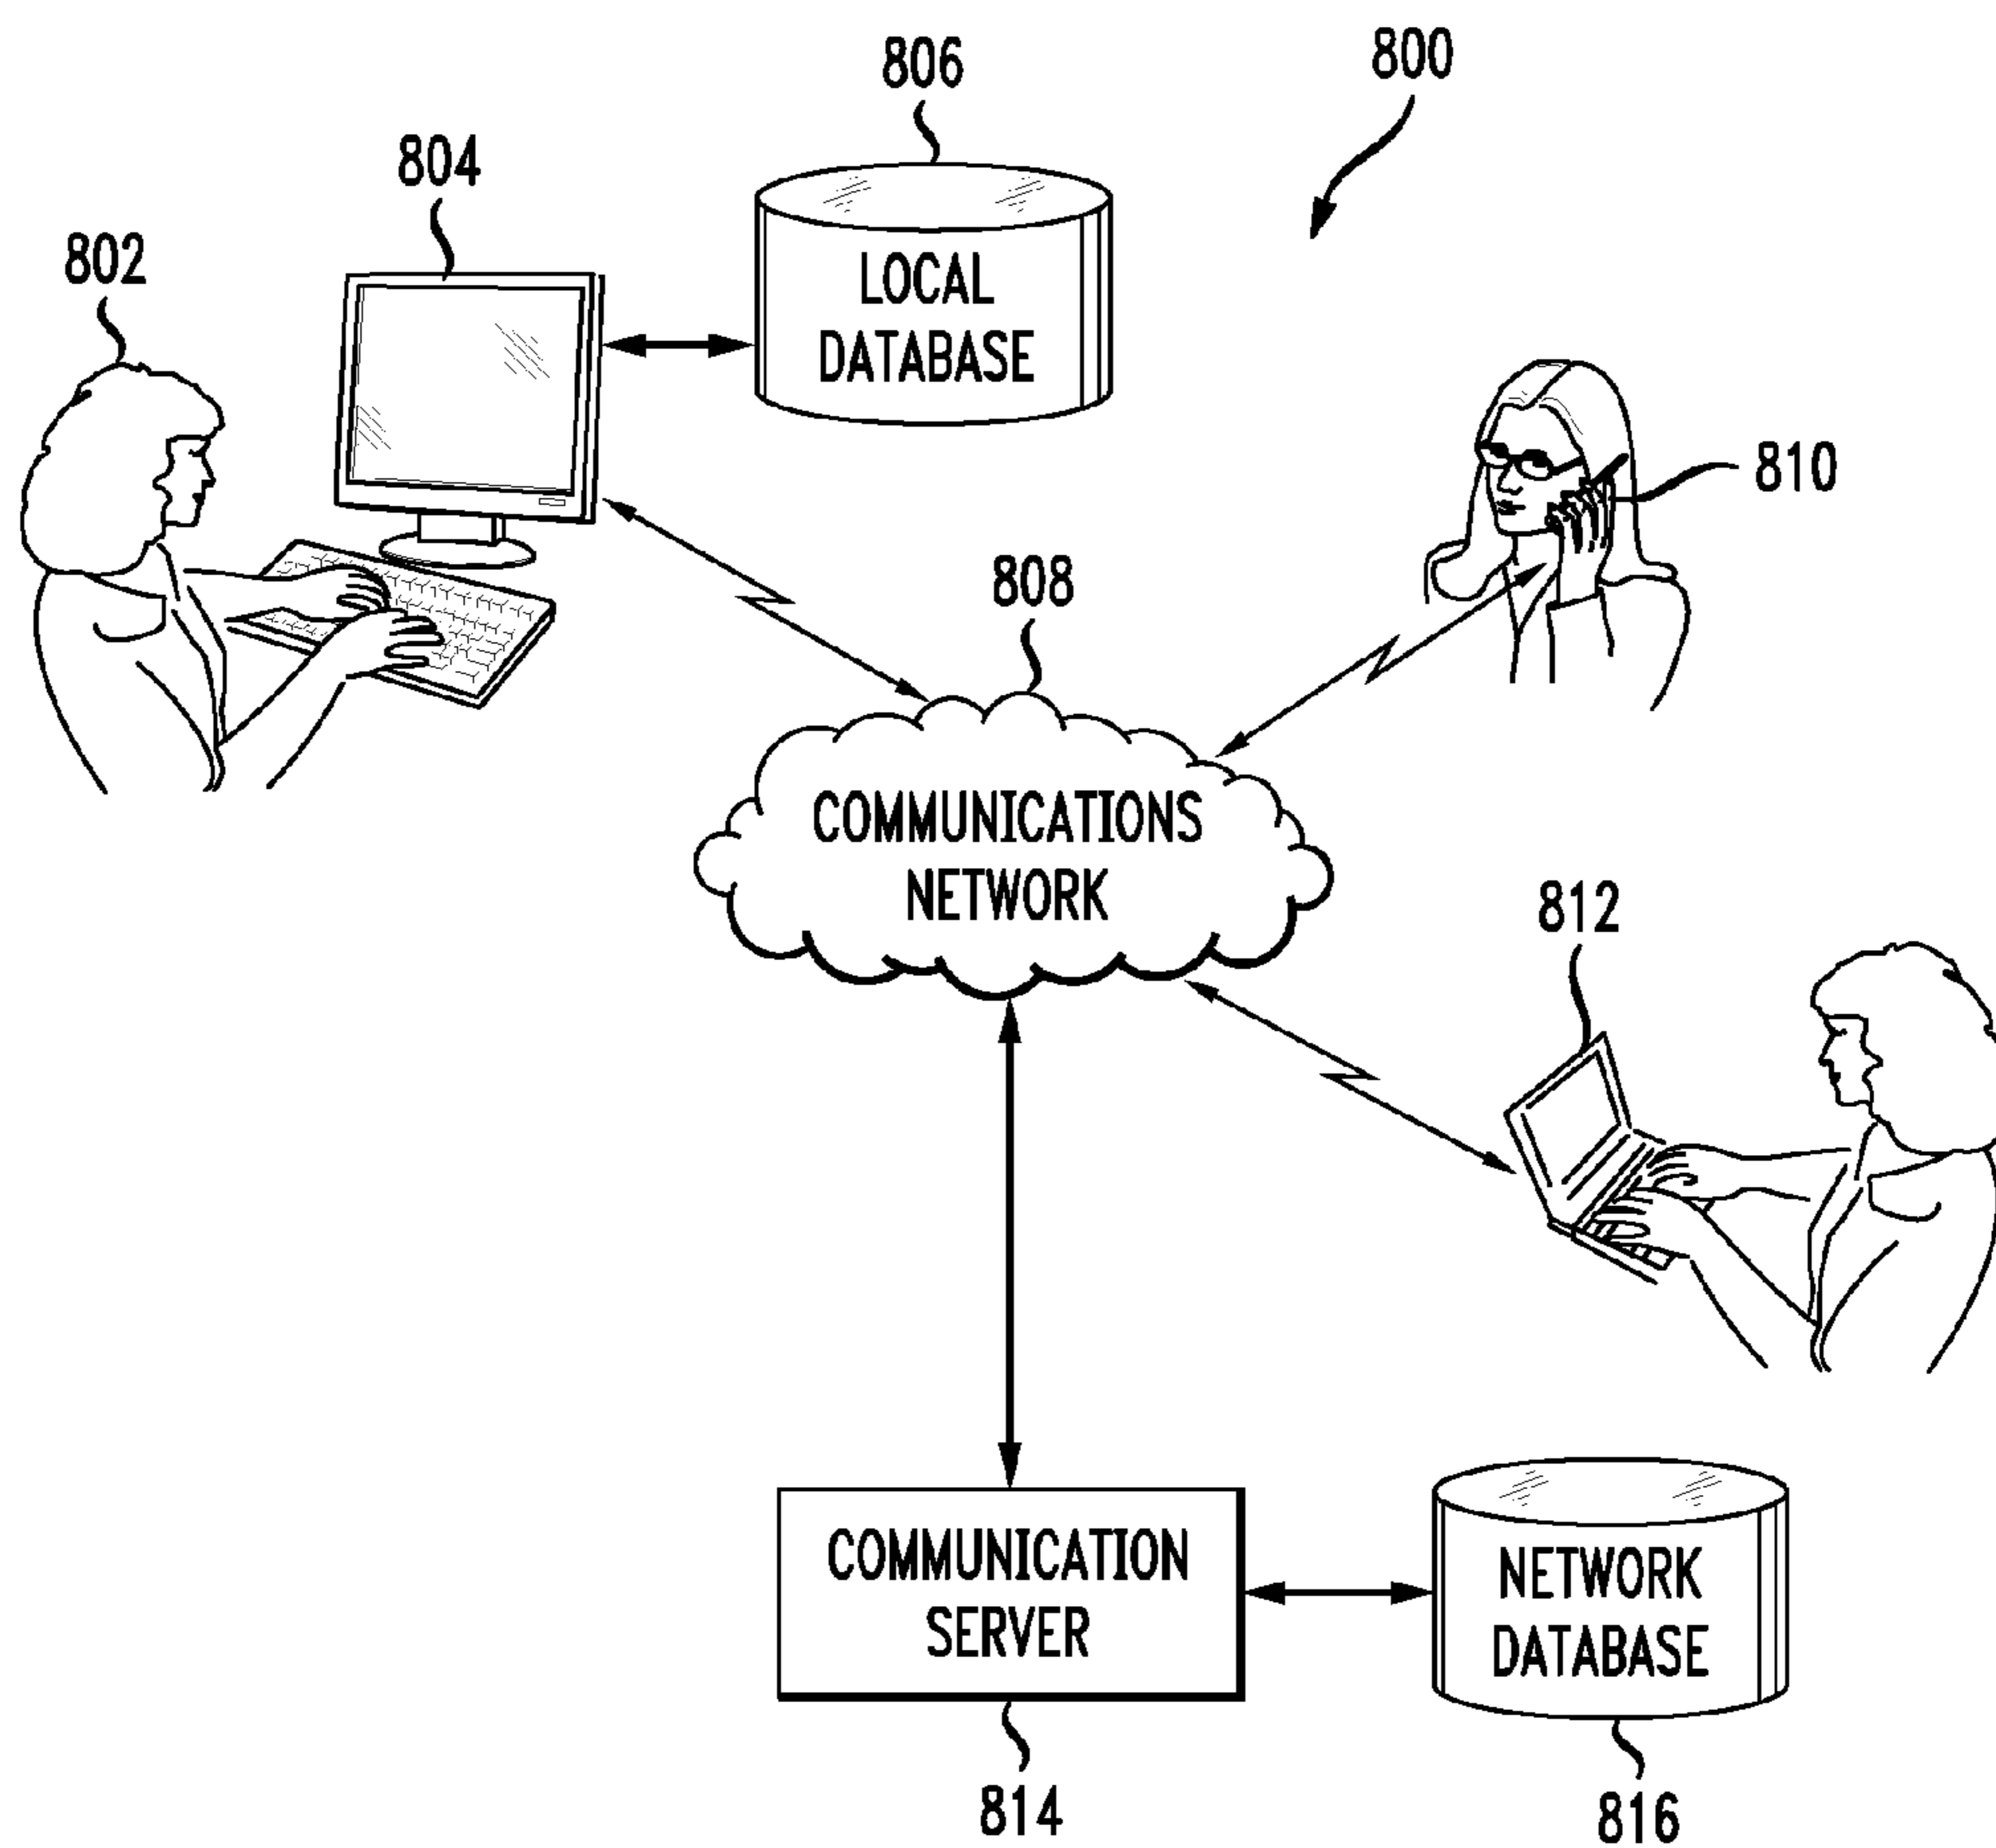 806
800
804
802
LOCAL
DATABASE
810
808
COMMUNICATIONS
NETWORK
812
COMMUNICATION
SERVER
NETWORK
DATABASE
814
816